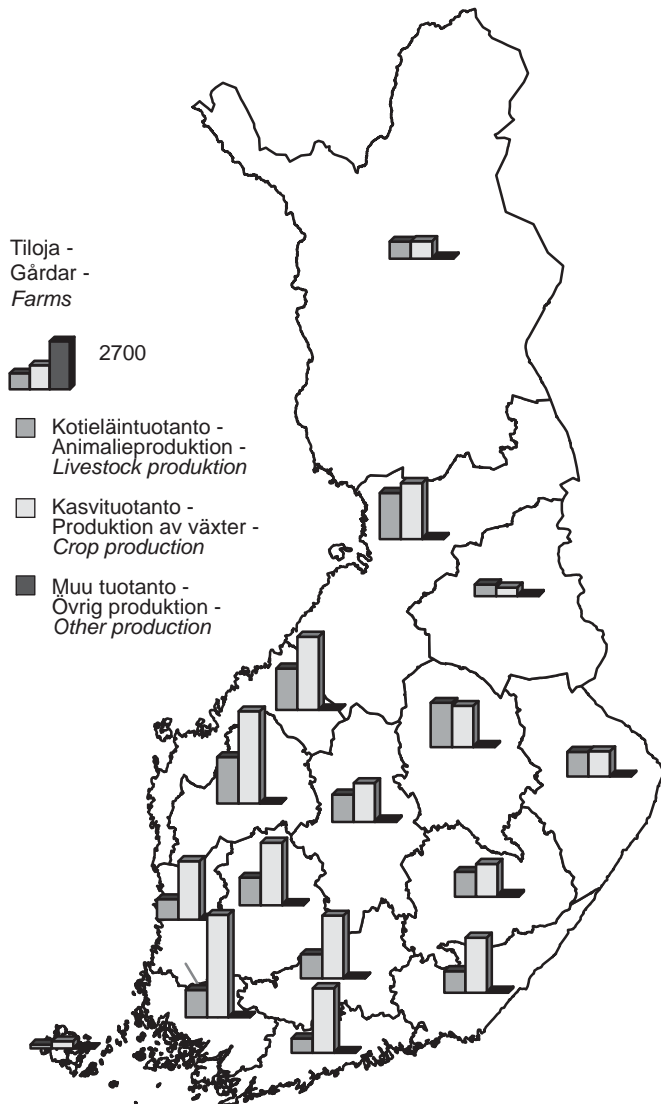 Tiloja -
Gårdar -
Farms
2700
Kotieläintuotanto -
Animalieproduktion -
Livestock produktion
Kasvituotanto -
Produktion av växter -
Crop production
Muu tuotanto -
Övrig produktion -
Other production